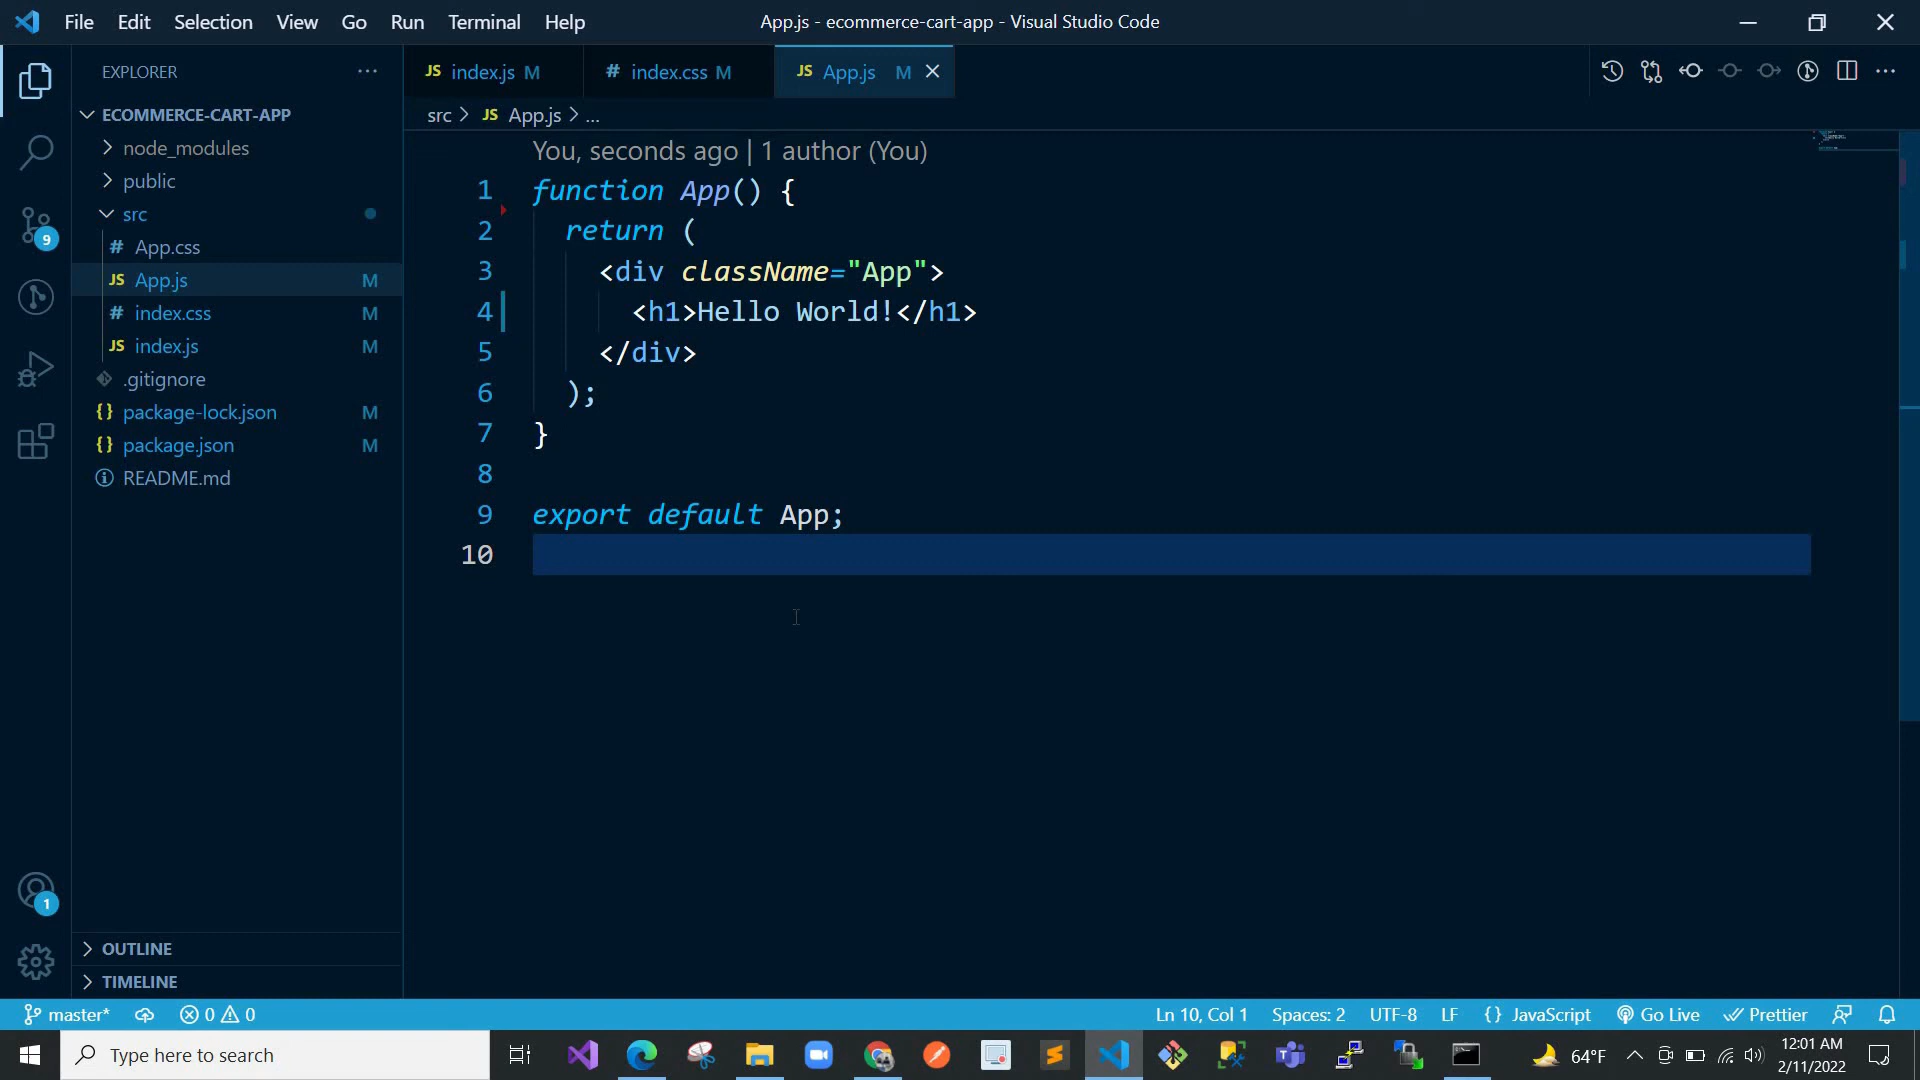 File Edit Selection View Go Run Terminal Help
App.js - ecommerce-cart-app - Visual Studio Code
EXPLORER
JS index.js M
# index.css M
JS App.js M
ECOMMERCE-CART-APP
src > JS App.js > ...
node_modules
public
src
# App.css
JS App.js M
# index.css M
JS index.js M
.gitignore
{} package-lock.json M
{} package.json M
README.md
9
1
OUTLINE
TIMELINE
You, seconds ago | 1 author (You)
1 function App() {
2 return (
3 <div className="App">
4 <h1>Hello World!</h1>
5 </div>
6 );
7 }
8
9 export default App;
10
master* 0 0
Ln 10, Col 1 Spaces: 2 UTF-8 LF {} JavaScript Go Live Prettier
Type here to search
64°F
12:01 AM
2/11/2022